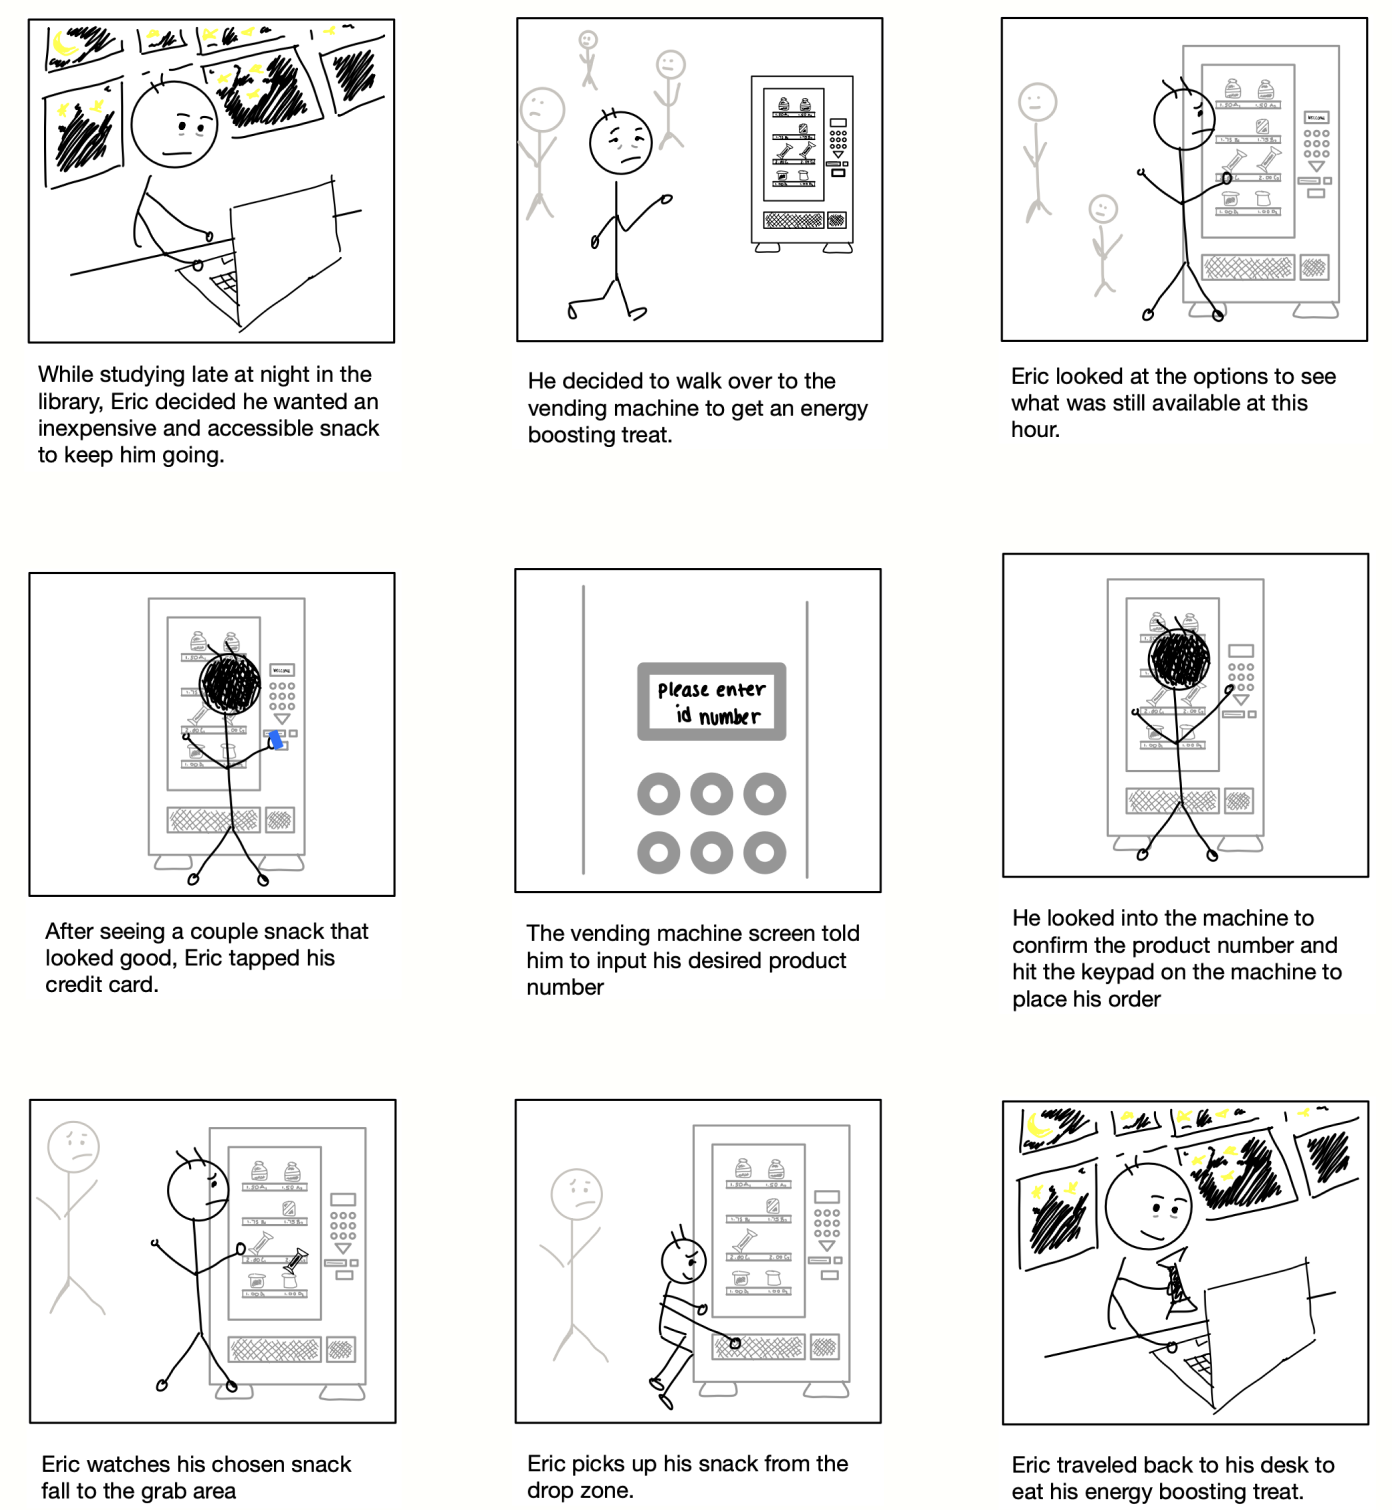 While studying late at night in the
library, Eric decided he wanted an
inexpensive and accessible snack
to keep him going.
He decided to walk over to the
vending machine to get an energy
boosting treat.
WELCOME
Eric looked at the options to see
what was still available at this
hour.
WELCOME
After seeing a couple snack that
looked good, Eric tapped his
credit card.
please enter
id number
The vending machine screen told
him to input his desired product
number
He looked into the machine to
confirm the product number and
hit the keypad on the machine to
place his order
Eric watches his chosen snack
fall to the grab area
Eric picks up his snack from the
drop zone.
Eric traveled back to his desk to
eat his energy boosting treat.